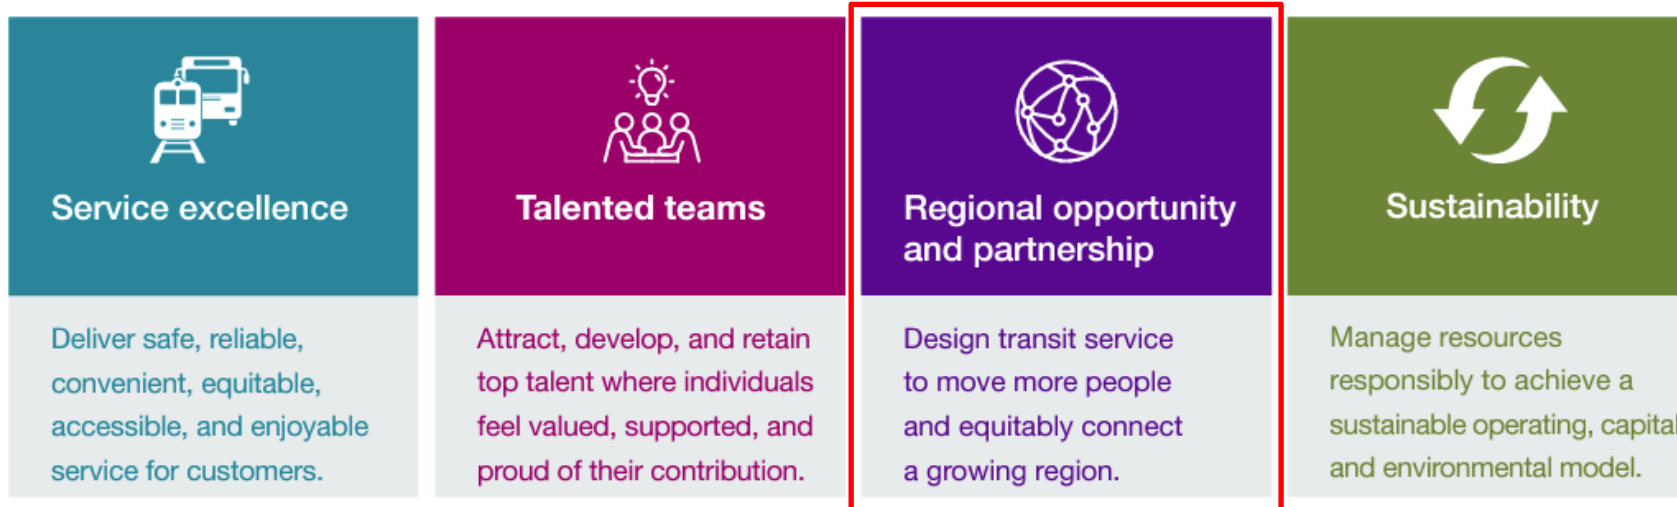 Service excellence
Deliver safe, reliable,
convenient, equitable,
accessible, and enjoyable
service for customers.
Talented teams
Attract, develop, and retain
top talent where individuals
feel valued, supported, and
proud of their contribution.
Regional opportunity
and partnership
Design transit service
to move more people
and equitably connect
a growing region.
Sustainability
Manage resources
responsibly to achieve a
sustainable operating, capital
and environmental model.